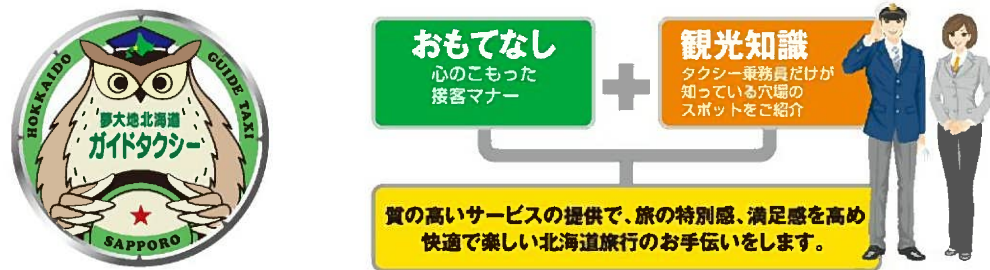 HOKKAIDO GUIDE TAXI
夢大地北海道
ガイドタクシー
SAPPORO
おもてなし
心のこもった
接客マナー
+
観光知識
タクシー乗務員だけが
知っている穴場の
スポットをご紹介
質の高いサービスの提供で、旅の特別感、満足感を高め
快適で楽しい北海道旅行のお手伝いをします。